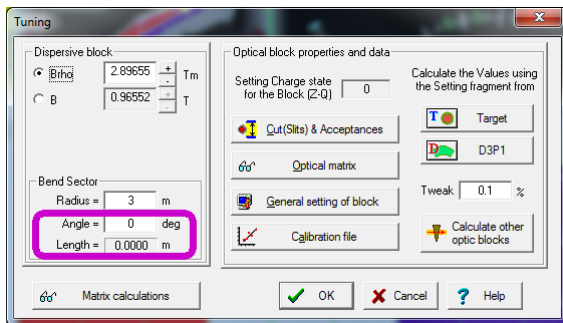 Tuning
Dispersive block
Brho 2.89655 + - Tm
B 0.96552 + - T
Bend Sector
Radius = 3 m
Angle = 0 deg
Length = 0.0000 m
Matrix calculations
Optical block properties and data
Setting Charge state
for the Block (Z-Q) 0
Cut(Slits) & Acceptances
Optical matrix
General setting of block
Calibration file
Calculate the Values using
the Setting fragment from
T Target
D D3P1
Tweak 0.1 %
Calculate other
optic blocks
OK
X Cancel
? Help